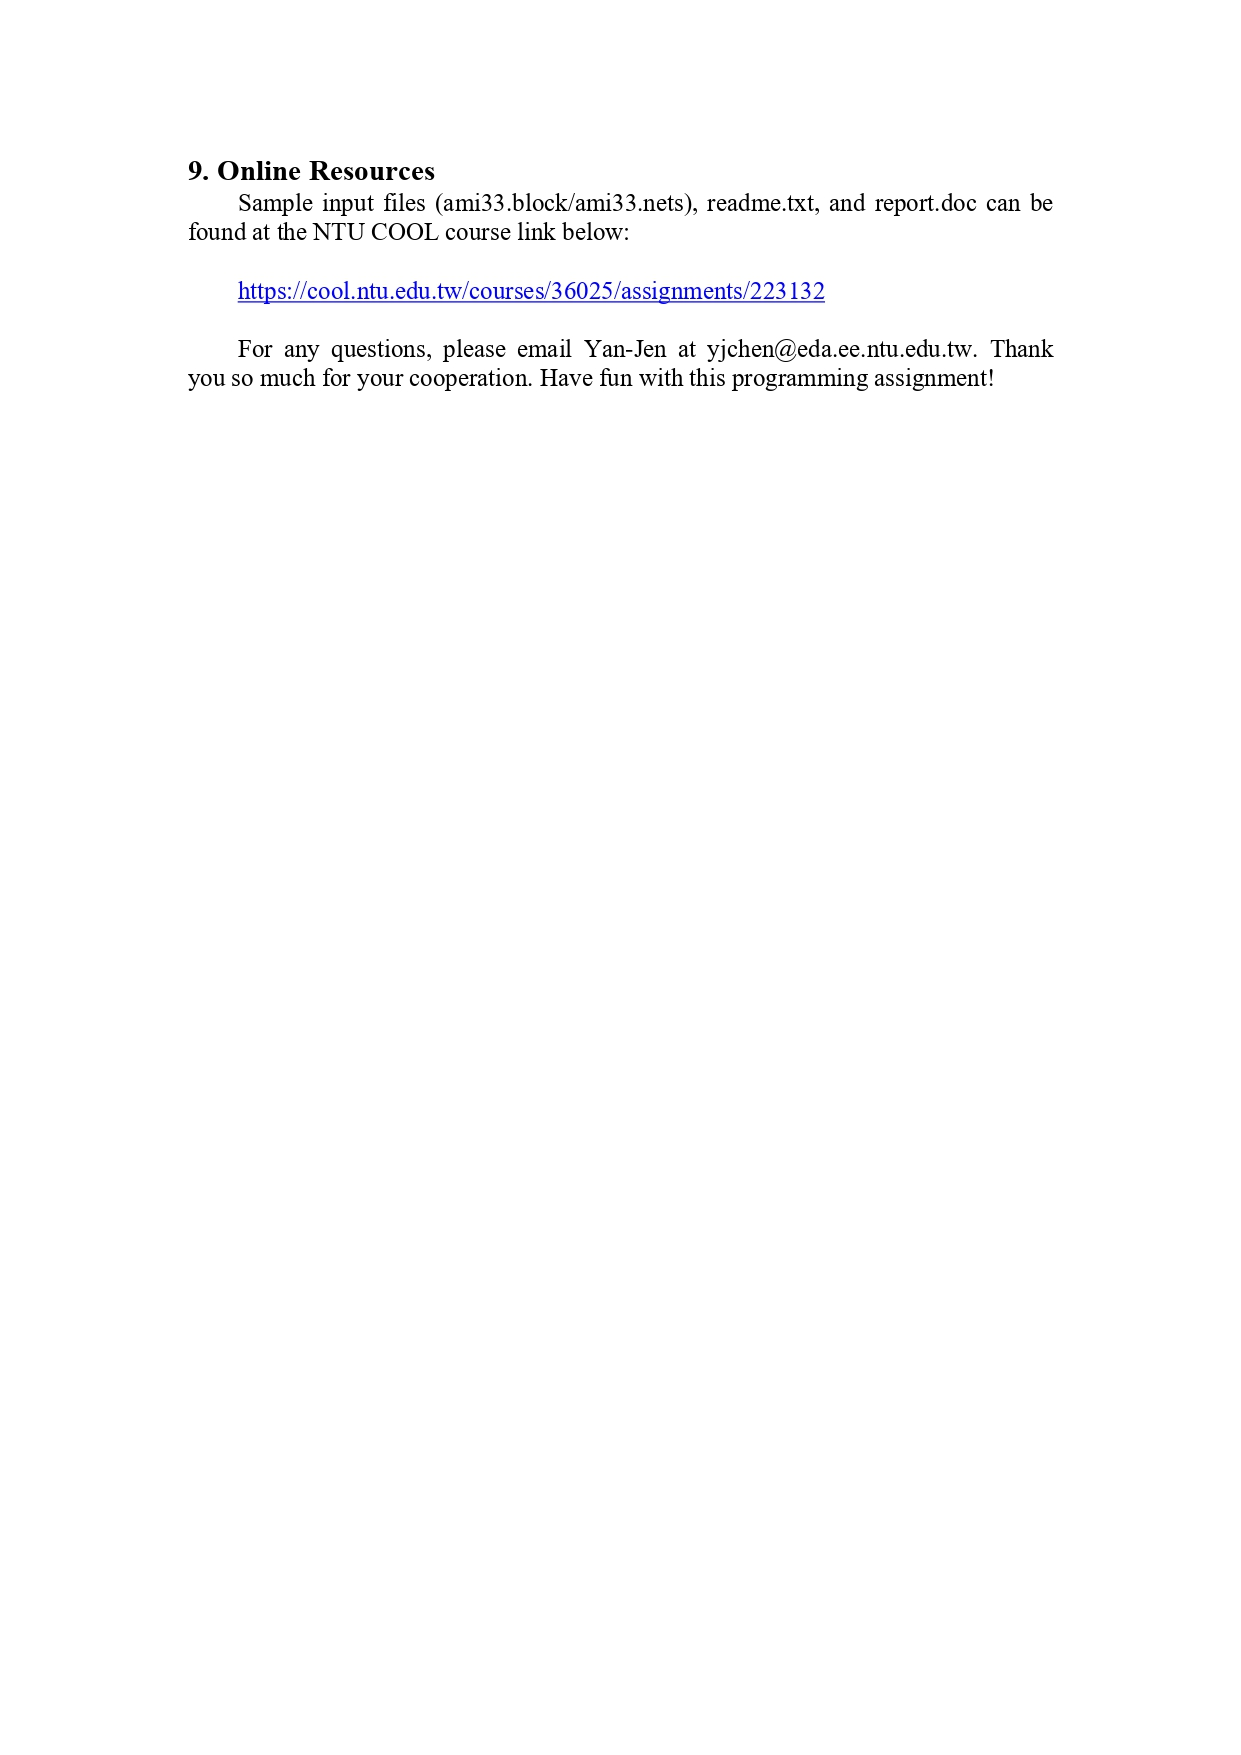 9. Online Resources
Sample input files (ami33.block/ami33.nets), readme.txt, and report.doc can be
found at the NTU COOL course link below:
https://cool.ntu.edu.tw/courses/36025/assignments/223132
For any questions, please email Yan-Jen at yjchen@eda.ee.ntu.edu.tw. Thank
you so much for your cooperation. Have fun with this programming assignment!